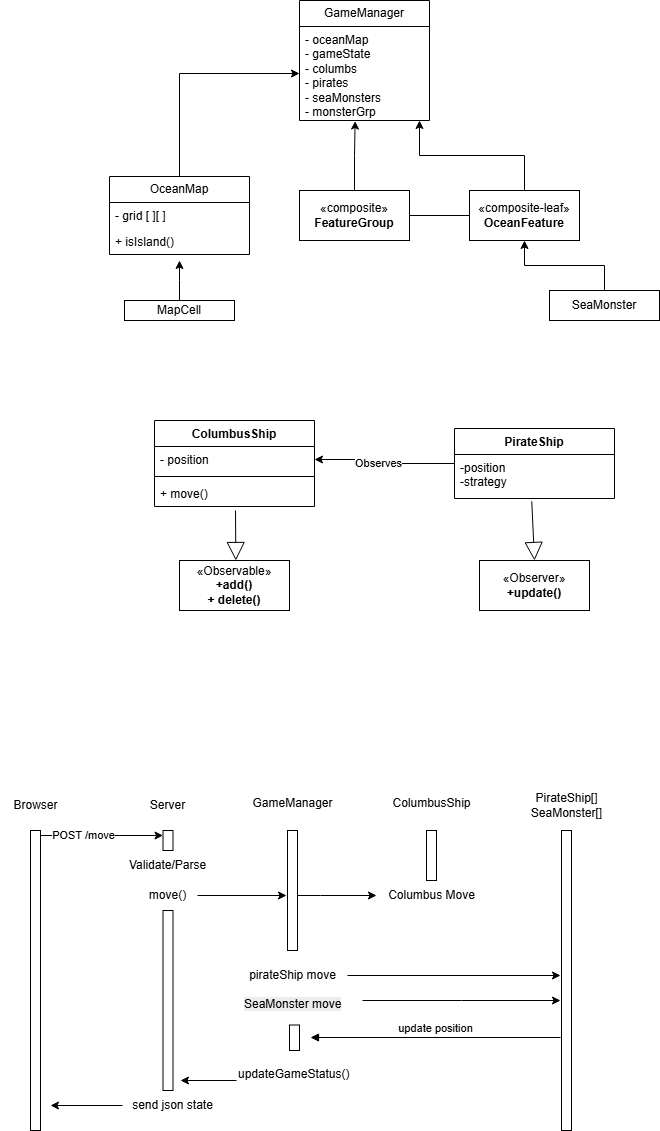 GameManager
- oceanMap
- gameState
- columbs
- pirates
- seaMonsters
- monsterGrp
OceanMap
- grid [ ][ ]
+ isIsland()
MapCell
«composite»
FeatureGroup
«composite-leaf»
OceanFeature
SeaMonster
ColumbusShip
- position
+ move()
Observes
PirateShip
-position
-strategy
«Observable»
+add()
+ delete()
«Observer»
+update()
Browser
Server
GameManager
ColumbusShip
PirateShip[]
SeaMonster[]
POST /move
Validate/Parse
move()
Columbus Move
pirateShip move
SeaMonster move
update position
updateGameStatus()
send json state